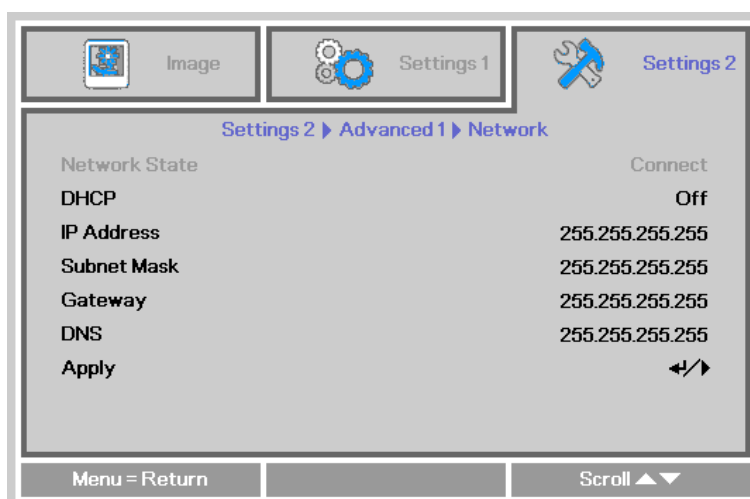 Image
Settings 1
Settings 2
Settings 2 ▶ Advanced 1 ▶ Network
Network State Connect
DHCP Off
IP Address 255.255.255.255
Subnet Mask 255.255.255.255
Gateway 255.255.255.255
DNS 255.255.255.255
Apply ↵/▶
Menu = Return
Scroll ▲▼